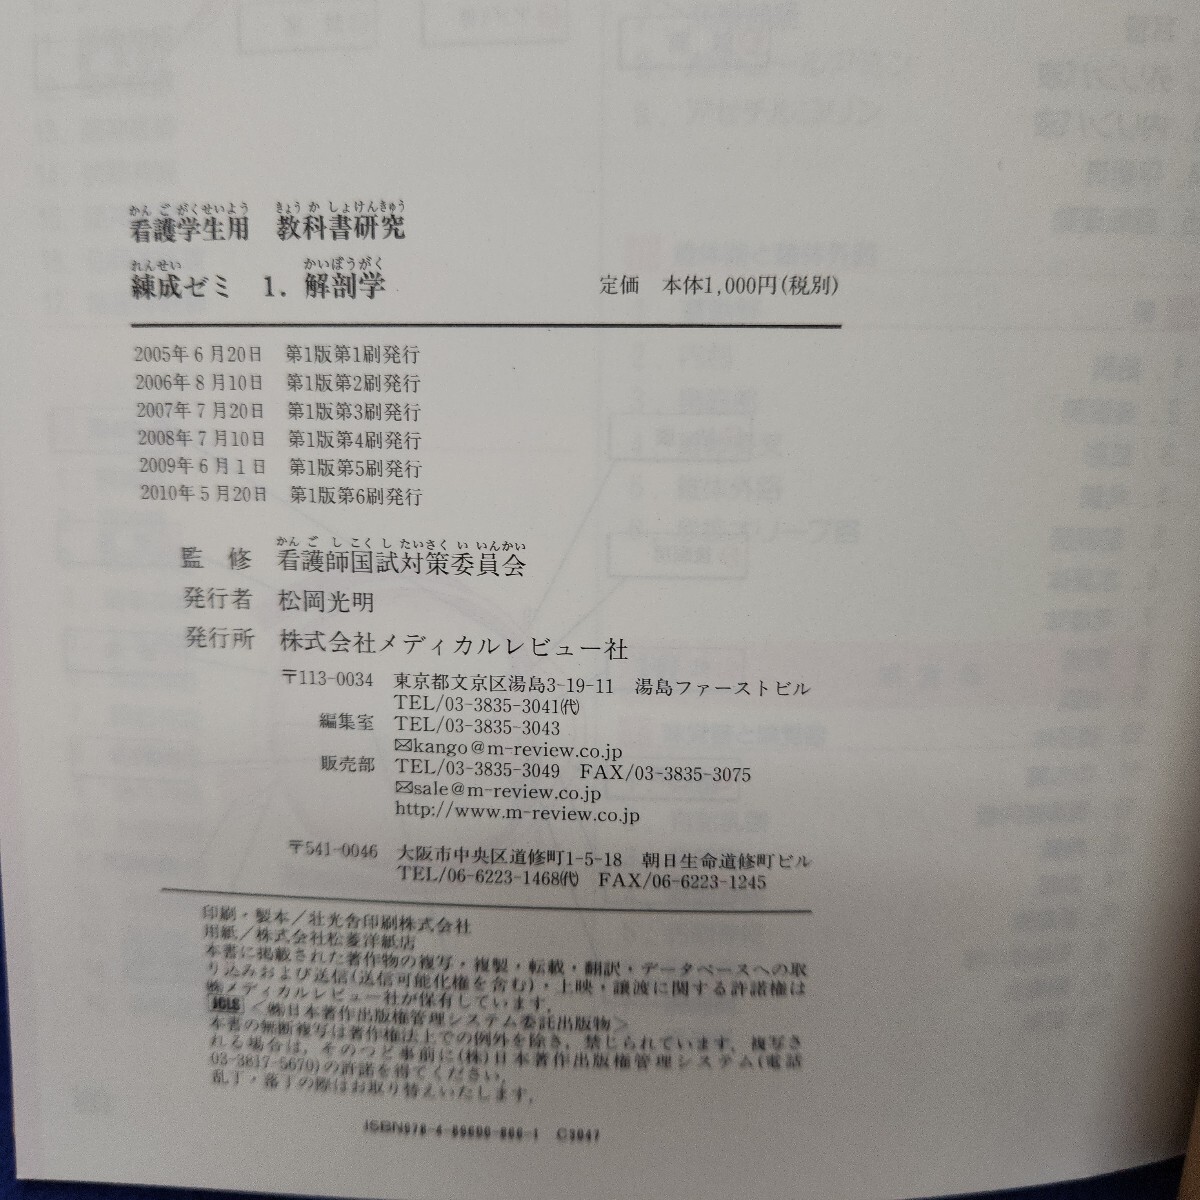 かんごがくせいよう きょうかしょけんきゅう
看護学生用 教科書研究
れんせい かいぼうがく
練成ゼミ 1. 解剖学 定価 本体1,000円(税別)
2005年6月20日 第1版第1刷発行
2006年8月10日 第1版第2刷発行
2007年7月20日 第1版第3刷発行
2008年7月10日 第1版第4刷発行
2009年6月1日 第1版第5刷発行
2010年5月20日 第1版第6刷発行
かんごしこくしたいさくいいんかい
監修 看護師国試対策委員会
発行者 松岡光明
発行所 株式会社メディカルレビュー社
〒113-0034 東京都文京区湯島3-19-11 湯島ファーストビル
TEL/03-3835-3041㈹
編集室 TEL/03-3835-3043
✉kango@m-review.co.jp
販売部 TEL/03-3835-3049 FAX/03-3835-3075
✉sale@m-review.co.jp
http://www.m-review.co.jp
〒541-0046 大阪市中央区道修町1-5-18 朝日生命道修町ビル
TEL/06-6223-1468㈹ FAX/06-6223-1245
印刷・製本/壮光舎印刷株式会社
用紙/株式会社松菱洋紙店
本書に掲載された著作物の複写・複製・転載・翻訳・データベースへの取
り込みおよび送信(送信可能化権を含む)・上映・譲渡に関する許諾権は
㈱メディカルレビュー社が保有しています.
JCLS <㈱日本著作出版権管理システム委託出版物>
本書の無断複写は著作権法上での例外を除き,禁じられています.複写さ
れる場合は,そのつど事前に(株)日本著作出版権管理システム(電話
03-3817-5670)の許諾を得てください.
乱丁・落丁の際はお取り替えいたします.
C3047